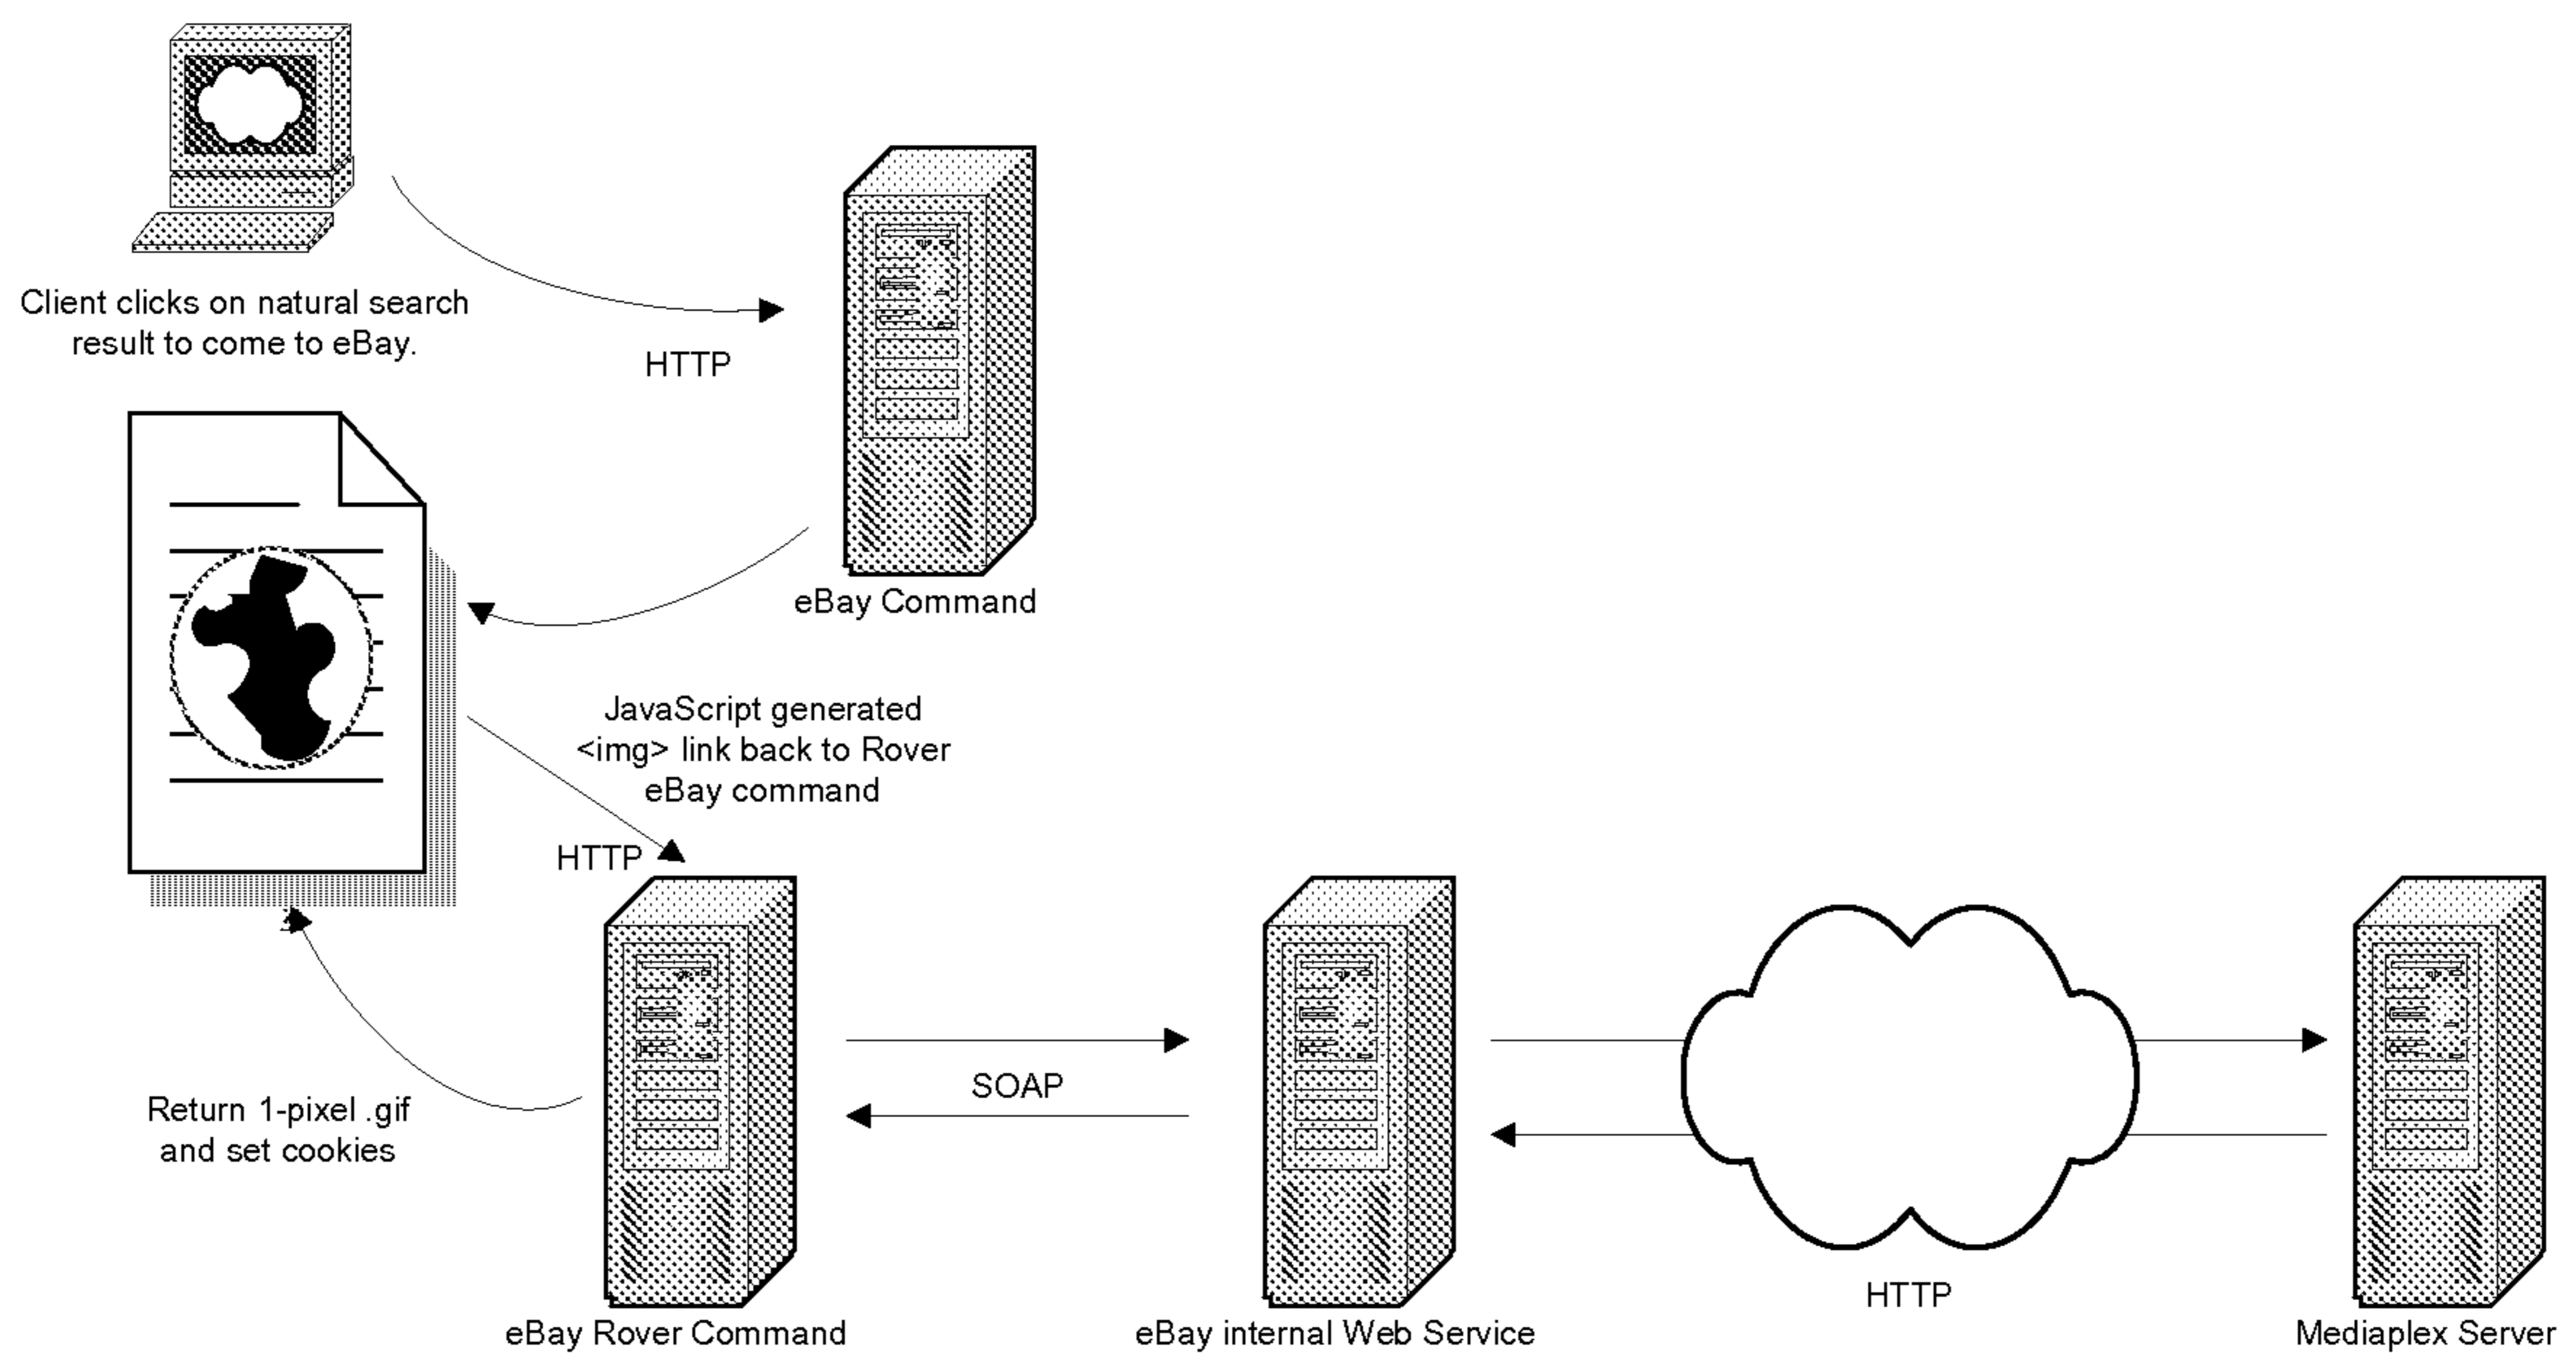 Client clicks on natural search
result to come to eBay.
HTTP
eBay Command
JavaScript generated
<img> link back to Rover
eBay command
HTTP
Return 1-pixel .gif
and set cookies
SOAP
HTTP
eBay Rover Command
eBay internal Web Service
Mediaplex Server